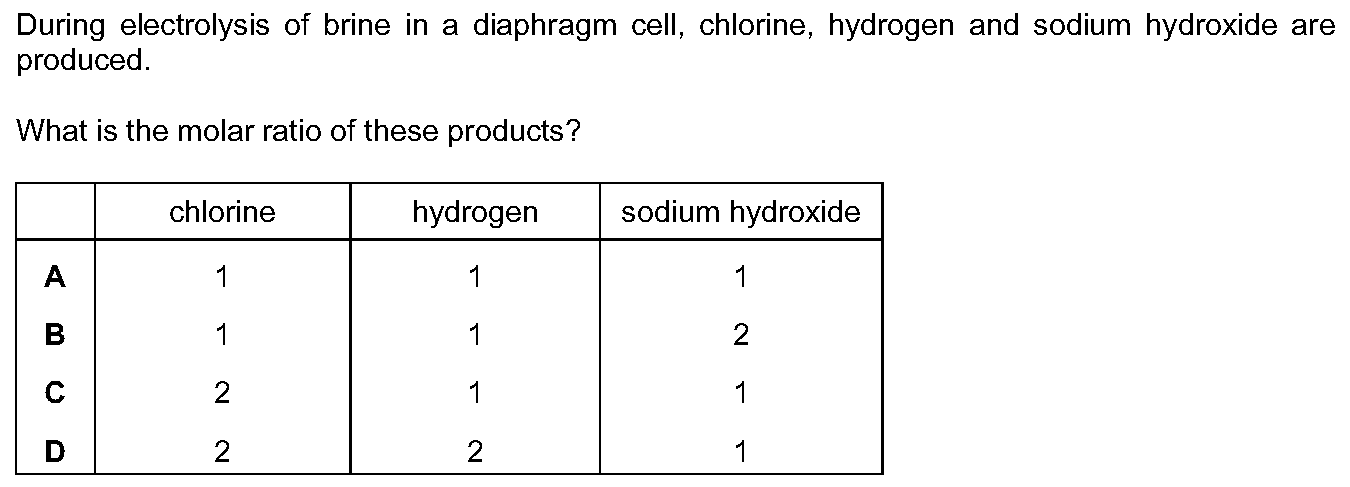 During electrolysis of brine in a diaphragm cell, chlorine, hydrogen and sodium hydroxide are
produced.
What is the molar ratio of these products?
chlorine hydrogen sodium hydroxide
A 1 1 1
B 1 1 2
C 2 1 1
D 2 2 1